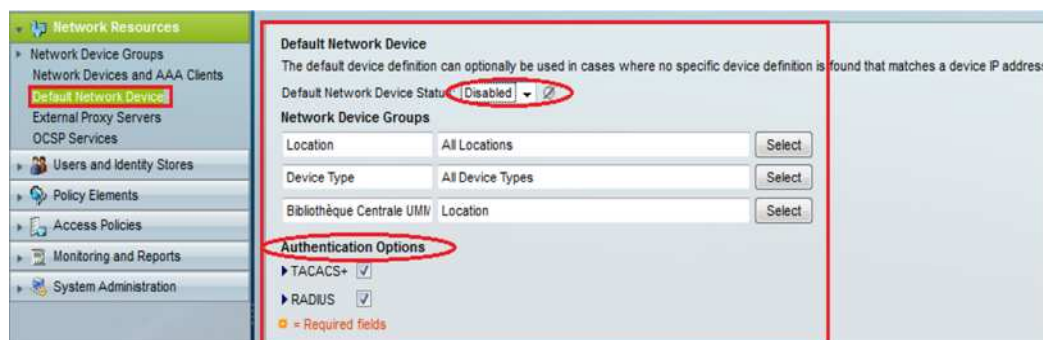 Network Resources
Network Device Groups
Network Devices and AAA Clients
Default Network Device
External Proxy Servers
OCSP Services
Users and Identity Stores
Policy Elements
Access Policies
Monitoring and Reports
System Administration
Default Network Device
The default device definition can optionally be used in cases where no specific device definition is found that matches a device IP address
Default Network Device Status: Disabled
Network Device Groups
Location All Locations Select
Device Type All Device Types Select
Bibliothèque Centrale UMM Location Select
Authentication Options
TACACS+
RADIUS
= Required fields